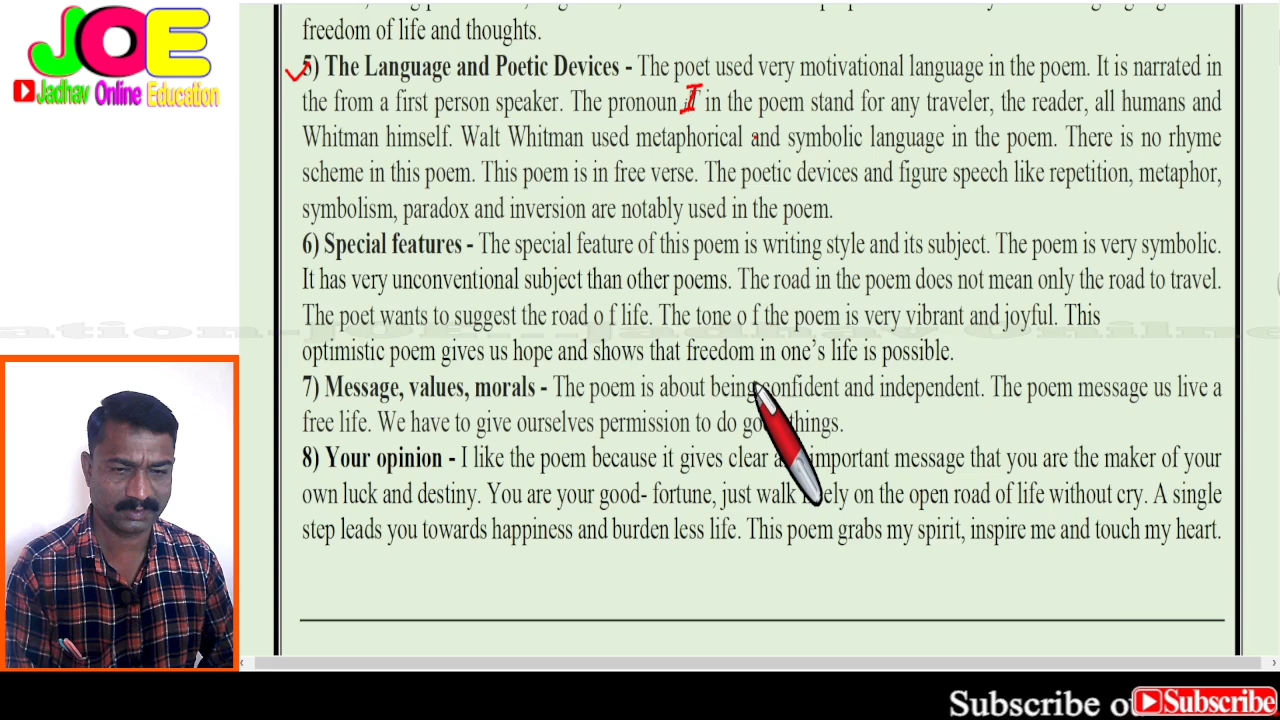 JOE
Jadhav Online Education
freedom of life and thoughts.
5) The Language and Poetic Devices - The poet used very motivational language in the poem. It is narrated in
the from a first person speaker. The pronoun I in the poem stand for any traveler, the reader, all humans and
Whitman himself. Walt Whitman used metaphorical and symbolic language in the poem. There is no rhyme
scheme in this poem. This poem is in free verse. The poetic devices and figure speech like repetition, metaphor,
symbolism, paradox and inversion are notably used in the poem.
6) Special features - The special feature of this poem is writing style and its subject. The poem is very symbolic.
It has very unconventional subject than other poems. The road in the poem does not mean only the road to travel.
The poet wants to suggest the road o f life. The tone o f the poem is very vibrant and joyful. This
optimistic poem gives us hope and shows that freedom in one's life is possible.
7) Message, values, morals - The poem is about being confident and independent. The poem message us live a
free life. We have to give ourselves permission to do good things.
8) Your opinion - I like the poem because it gives clear and important message that you are the maker of your
own luck and destiny. You are your good- fortune, just walk on the open road of life without cry. A single
step leads you towards happiness and burden less life. This poem grabs my spirit, inspire me and touch my heart.
Subscribe Subscribe